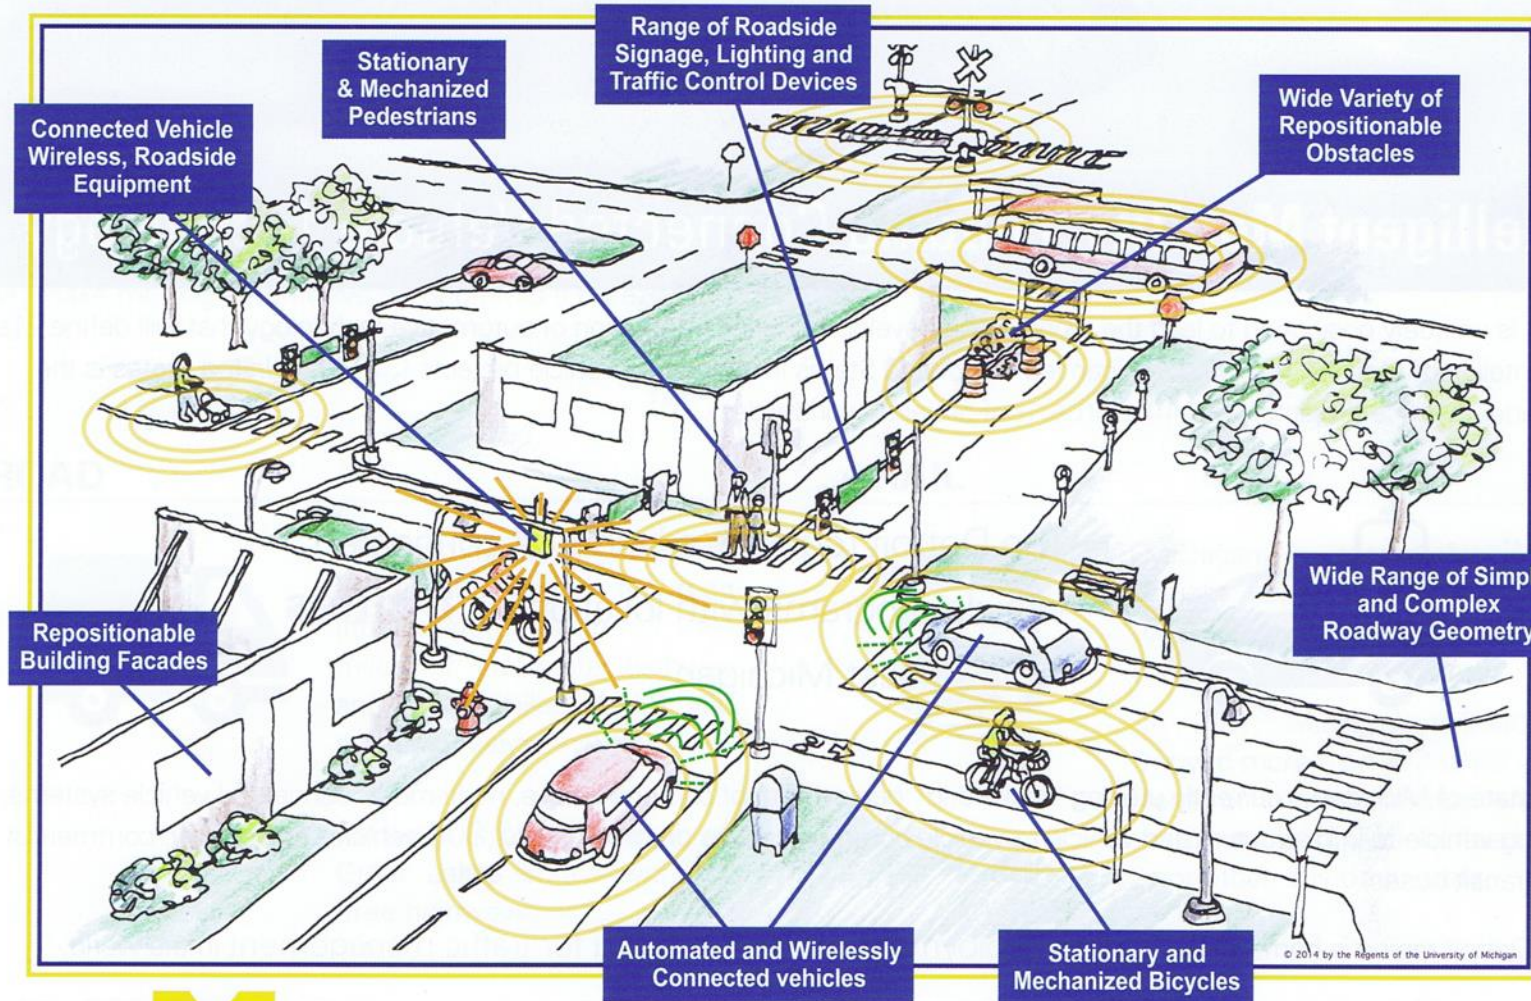 Range of Roadside
Signage, Lighting and
Traffic Control Devices
Stationary
& Mechanized
Pedestrians
Wide Variety of
Repositionable
Obstacles
Connected Vehicle
Wireless, Roadside
Equipment
Wide Range of Simpl
and Complex
Roadway Geometry
Repositionable
Building Facades
Automated and Wirelessly
Connected vehicles
Stationary and
Mechanized Bicycles
© 2014 by the Regents of the University of Michigan
M